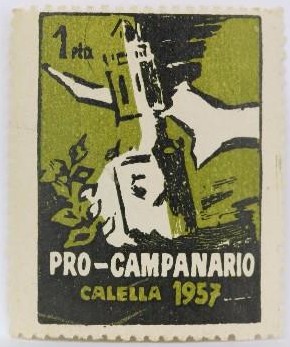 1 pta.
PRO-CAMPANARIO
CALELLA 1957